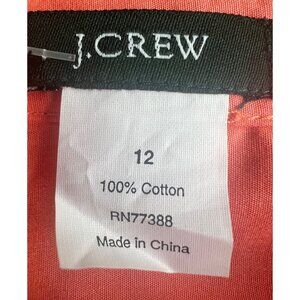 J.CREW
12
100% Cotton
RN77388
Made in China